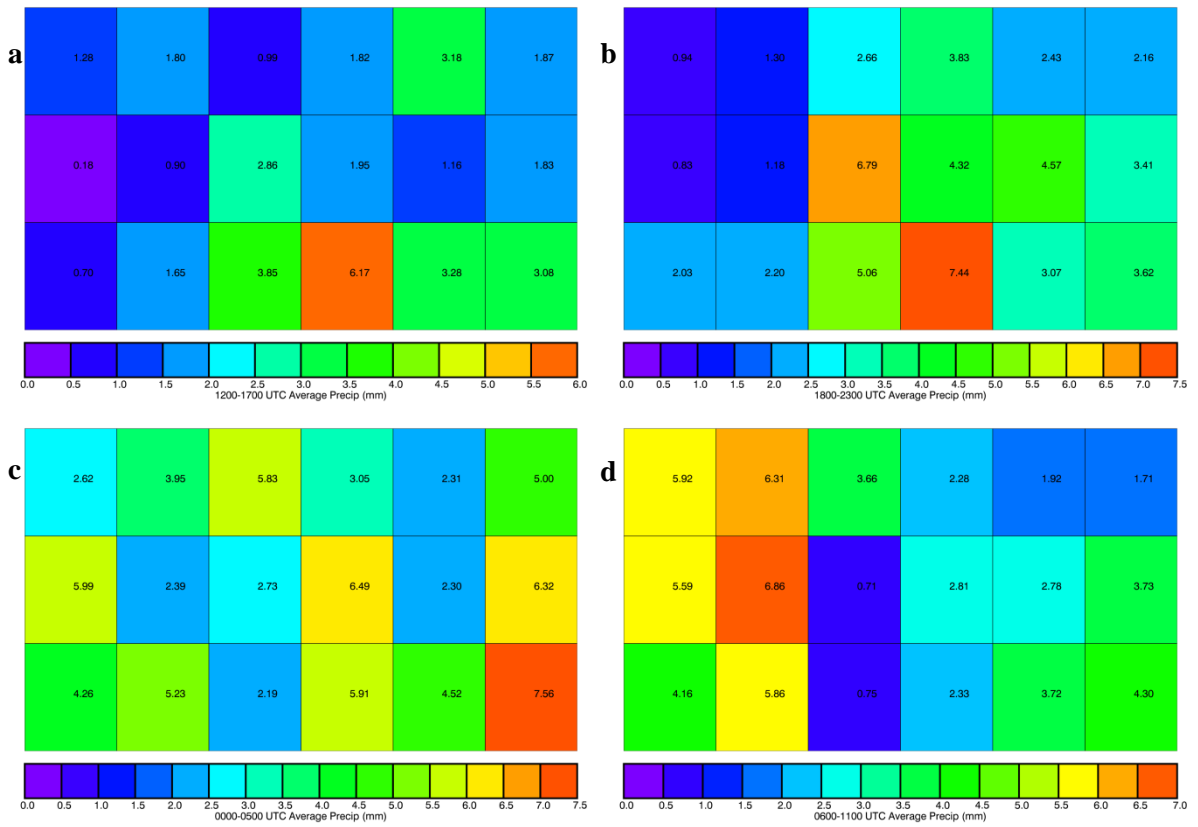 a
1.28 1.80 0.99 1.82 3.18 1.87
0.18 0.90 2.86 1.95 1.16 1.83
0.70 1.65 3.85 6.17 3.28 3.08
0.0 0.5 1.0 1.5 2.0 2.5 3.0 3.5 4.0 4.5 5.0 5.5 6.0
1200-1700 UTC Average Precip (mm)
b
0.94 1.30 2.66 3.83 2.43 2.16
0.83 1.18 6.79 4.32 4.57 3.41
2.03 2.20 5.06 7.44 3.07 3.62
0.0 0.5 1.0 1.5 2.0 2.5 3.0 3.5 4.0 4.5 5.0 5.5 6.0 6.5 7.0 7.5
1800-2300 UTC Average Precip (mm)
c
2.62 3.95 5.83 3.05 2.31 5.00
5.99 2.39 2.73 6.49 2.30 6.32
4.26 5.23 2.19 5.91 4.52 7.56
0.0 0.5 1.0 1.5 2.0 2.5 3.0 3.5 4.0 4.5 5.0 5.5 6.0 6.5 7.0 7.5
0000-0500 UTC Average Precip (mm)
d
5.92 6.31 3.66 2.28 1.92 1.71
5.59 6.86 0.71 2.81 2.78 3.73
4.16 5.86 0.75 2.33 3.72 4.30
0.0 0.5 1.0 1.5 2.0 2.5 3.0 3.5 4.0 4.5 5.0 5.5 6.0 6.5 7.0
0600-1100 UTC Average Precip (mm)